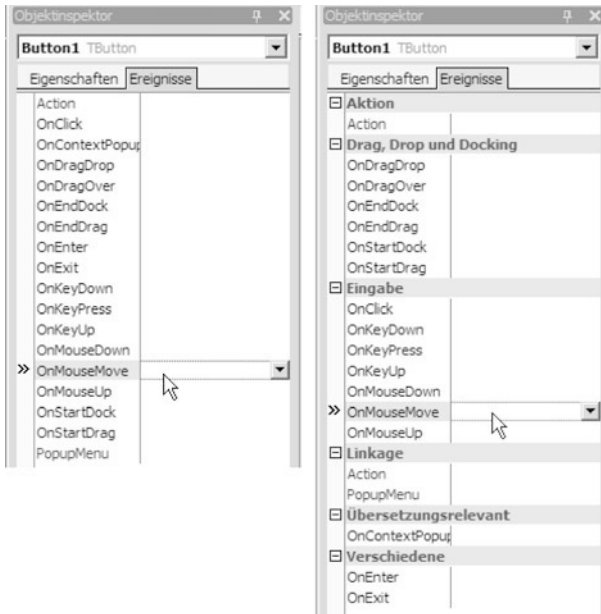 Objektinspektor
Button1 TButton
Eigenschaften Ereignisse
Action
OnClick
OnContextPopup
OnDragDrop
OnDragOver
OnEndDock
OnEndDrag
OnEnter
OnExit
OnKeyDown
OnKeyPress
OnKeyUp
OnMouseDown
» OnMouseMove
OnMouseUp
OnStartDock
OnStartDrag
PopupMenu
Objektinspektor
Button1 TButton
Eigenschaften Ereignisse
Aktion
Action
Drag, Drop und Docking
OnDragDrop
OnDragOver
OnEndDock
OnEndDrag
OnStartDock
OnStartDrag
Eingabe
OnClick
OnKeyDown
OnKeyPress
OnKeyUp
OnMouseDown
» OnMouseMove
OnMouseUp
Linkage
Action
PopupMenu
Übersetzungsrelevant
OnContextPopup
Verschiedene
OnEnter
OnExit